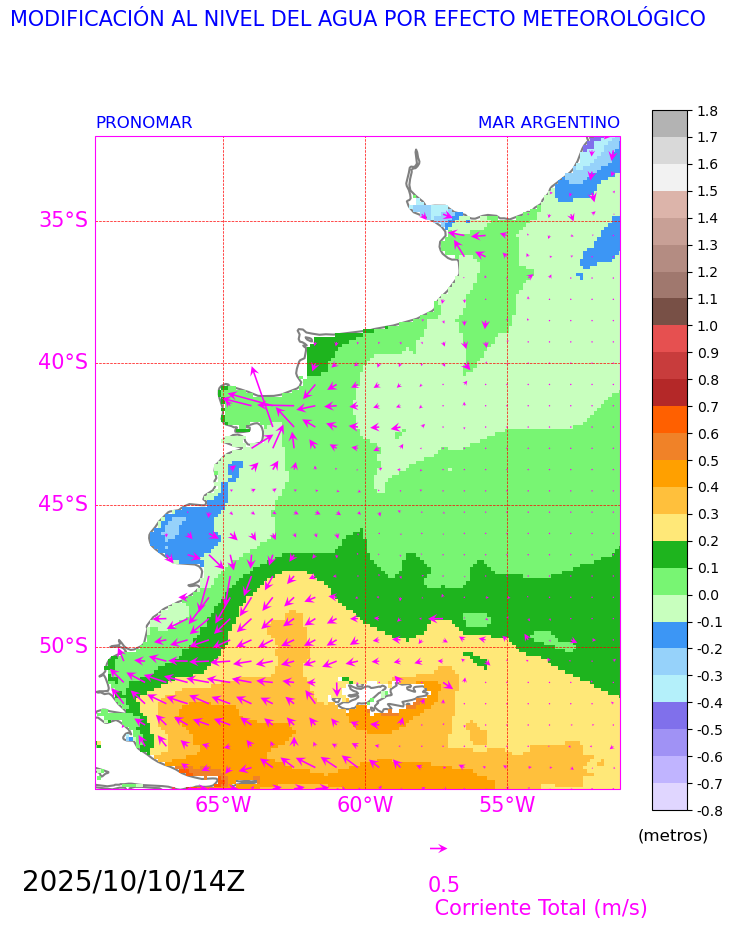 MODIFICACIÓN AL NIVEL DEL AGUA POR EFECTO METEOROLÓGICO
PRONOMAR MAR ARGENTINO
35°S
40°S
45°S
50°S
65°W 60°W 55°W
1.8
1.7
1.6
1.5
1.4
1.3
1.2
1.1
1.0
0.9
0.8
0.7
0.6
0.5
0.4
0.3
0.2
0.1
0.0
-0.1
-0.2
-0.3
-0.4
-0.5
-0.6
-0.7
-0.8
(metros)
2025/10/10/14Z
0.5
Corriente Total (m/s)